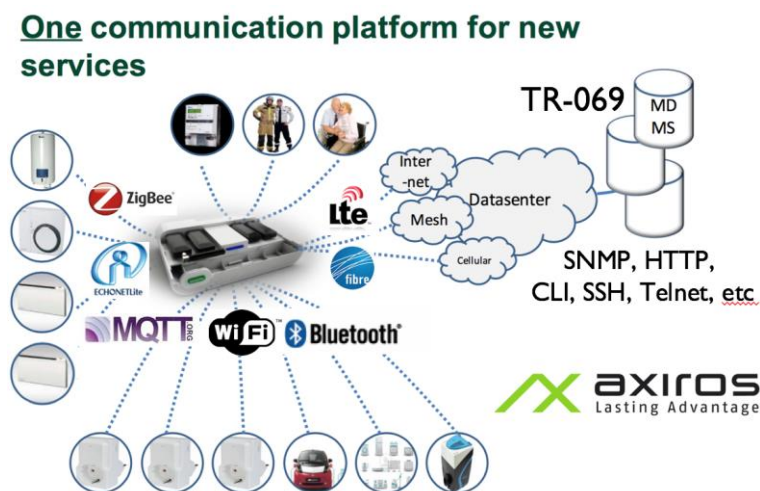 One communication platform for new
services
TR-069
MD
MS
Inter
-net
Datasenter
ZigBee®
Lte
Mesh
ECHONETLite
fibre
Cellular
SNMP, HTTP,
CLI, SSH, Telnet, etc
MQTT.ORG
WiFi
Bluetooth®
axiros
Lasting Advantage